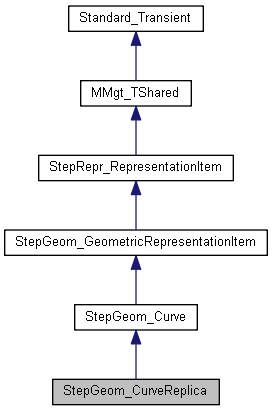 Standard_Transient
MMgt_TShared
StepRepr_RepresentationItem
StepGeom_GeometricRepresentationItem
StepGeom_Curve
StepGeom_CurveReplica